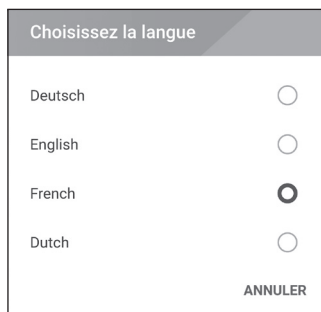 Choisissez la langue
Deutsch
English
French
Dutch
ANNULER